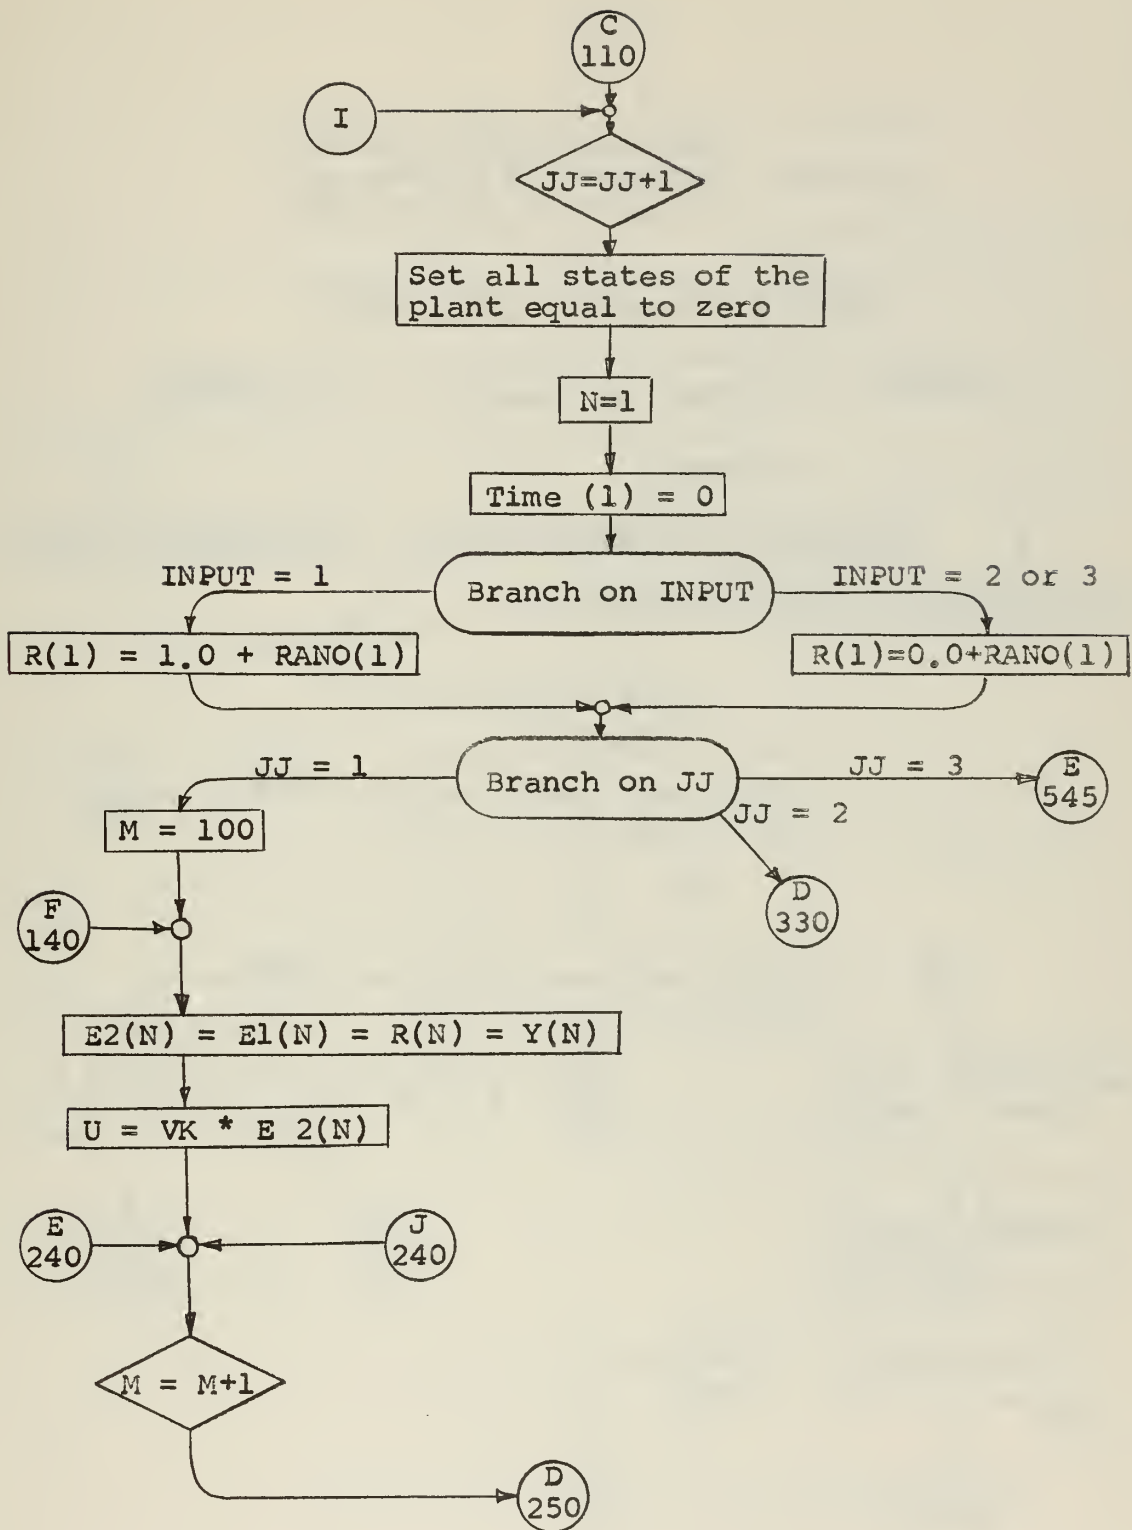 C
110
I
JJ=JJ+1
Set all states of the
plant equal to zero
N=1
Time (1) = 0
INPUT = 1
Branch on INPUT
INPUT = 2 or 3
R(1) = 1.0 + RANO(1)
R(1)=0.0+RANO(1)
JJ = 1
Branch on JJ
JJ = 3
E
545
JJ = 2
M = 100
D
330
F
140
E2(N) = E1(N) = R(N) = Y(N)
U = VK * E 2(N)
E
240
J
240
M = M+1
D
250